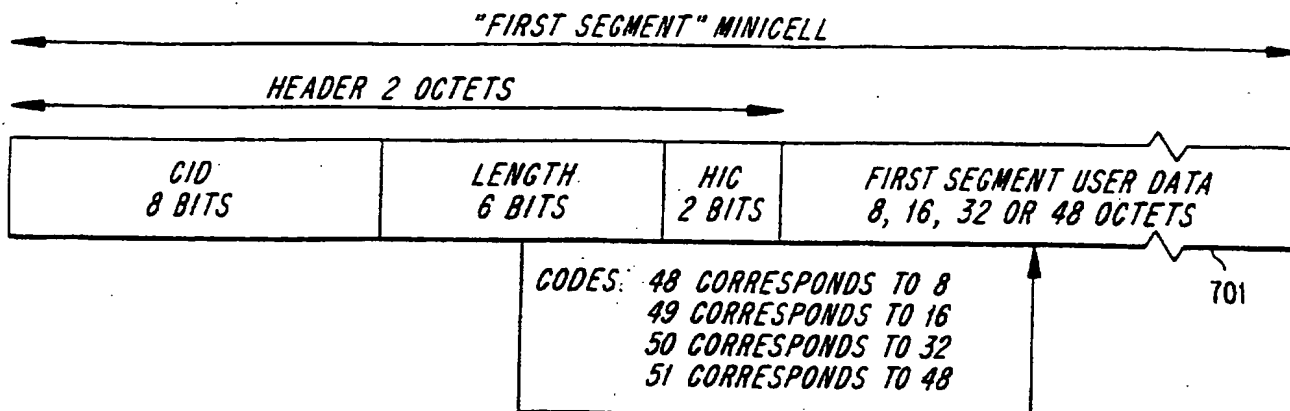 "FIRST SEGMENT" MINICELL
HEADER 2 OCTETS
CID
8 BITS
LENGTH
6 BITS
HIC
2 BITS
FIRST SEGMENT USER DATA
8, 16, 32 OR 48 OCTETS
CODES: 48 CORRESPONDS TO 8
49 CORRESPONDS TO 16
50 CORRESPONDS TO 32
51 CORRESPONDS TO 48
701